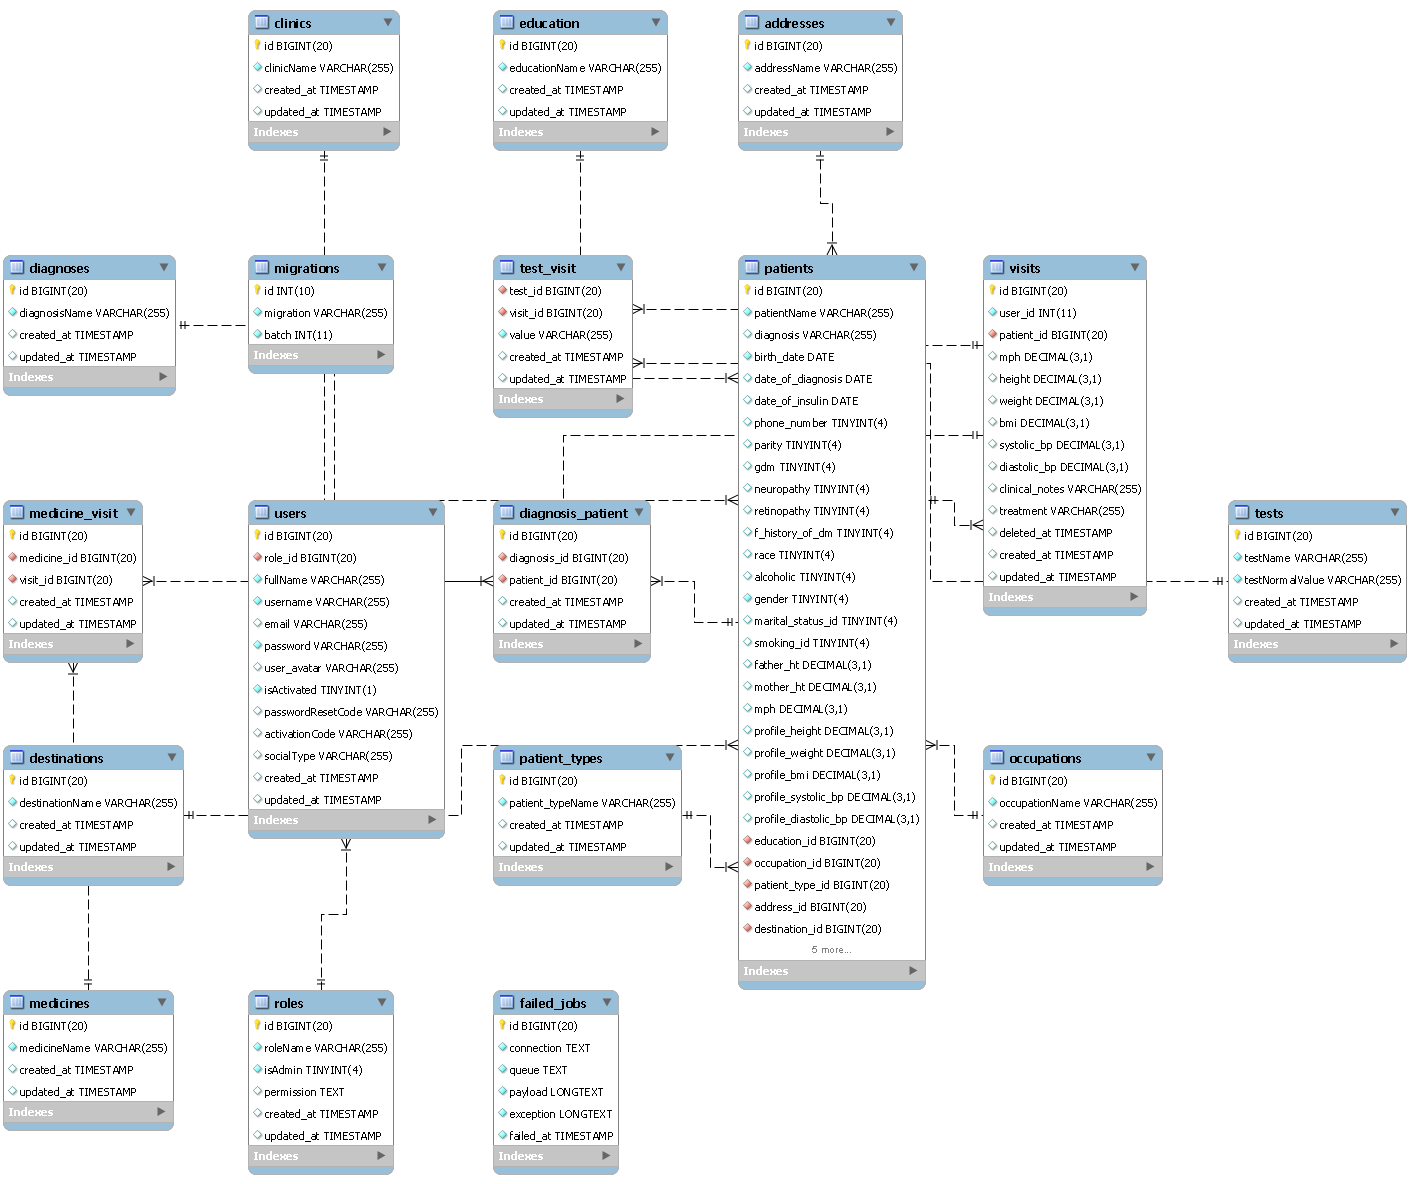 clinics
id BIGINT(20)
clinicName VARCHAR(255)
created_at TIMESTAMP
updated_at TIMESTAMP
Indexes
education
id BIGINT(20)
educationName VARCHAR(255)
created_at TIMESTAMP
updated_at TIMESTAMP
Indexes
addresses
id BIGINT(20)
addressName VARCHAR(255)
created_at TIMESTAMP
updated_at TIMESTAMP
Indexes
diagnoses
id BIGINT(20)
diagnosisName VARCHAR(255)
created_at TIMESTAMP
updated_at TIMESTAMP
Indexes
migrations
id INT(10)
migration VARCHAR(255)
batch INT(11)
Indexes
test_visit
test_id BIGINT(20)
visit_id BIGINT(20)
value VARCHAR(255)
created_at TIMESTAMP
updated_at TIMESTAMP
Indexes
patients
id BIGINT(20)
patientName VARCHAR(255)
diagnosis VARCHAR(255)
birth_date DATE
date_of_diagnosis DATE
date_of_insulin DATE
phone_number TINYINT(4)
parity TINYINT(4)
gdm TINYINT(4)
neuropathy TINYINT(4)
retinopathy TINYINT(4)
f_history_of_dm TINYINT(4)
race TINYINT(4)
alcoholic TINYINT(4)
gender TINYINT(4)
marital_status_id TINYINT(4)
smoking_id TINYINT(4)
father_ht DECIMAL(3,1)
mother_ht DECIMAL(3,1)
mph DECIMAL(3,1)
profile_height DECIMAL(3,1)
profile_weight DECIMAL(3,1)
profile_bmi DECIMAL(3,1)
profile_systolic_bp DECIMAL(3,1)
profile_diastolic_bp DECIMAL(3,1)
education_id BIGINT(20)
occupation_id BIGINT(20)
patient_type_id BIGINT(20)
address_id BIGINT(20)
destination_id BIGINT(20)
5 more...
Indexes
visits
id BIGINT(20)
user_id INT(11)
patient_id BIGINT(20)
mph DECIMAL(3,1)
height DECIMAL(3,1)
weight DECIMAL(3,1)
bmi DECIMAL(3,1)
systolic_bp DECIMAL(3,1)
diastolic_bp DECIMAL(3,1)
clinical_notes VARCHAR(255)
treatment VARCHAR(255)
deleted_at TIMESTAMP
created_at TIMESTAMP
updated_at TIMESTAMP
Indexes
medicine_visit
id BIGINT(20)
medicine_id BIGINT(20)
visit_id BIGINT(20)
created_at TIMESTAMP
updated_at TIMESTAMP
Indexes
users
id BIGINT(20)
role_id BIGINT(20)
fullName VARCHAR(255)
username VARCHAR(255)
email VARCHAR(255)
password VARCHAR(255)
user_avatar VARCHAR(255)
isActivated TINYINT(1)
passwordResetCode VARCHAR(255)
activationCode VARCHAR(255)
socialType VARCHAR(255)
created_at TIMESTAMP
updated_at TIMESTAMP
Indexes
diagnosis_patient
id BIGINT(20)
diagnosis_id BIGINT(20)
patient_id BIGINT(20)
created_at TIMESTAMP
updated_at TIMESTAMP
Indexes
tests
id BIGINT(20)
testName VARCHAR(255)
testNormalValue VARCHAR(255)
created_at TIMESTAMP
updated_at TIMESTAMP
Indexes
destinations
id BIGINT(20)
destinationName VARCHAR(255)
created_at TIMESTAMP
updated_at TIMESTAMP
Indexes
patient_types
id BIGINT(20)
patient_typeName VARCHAR(255)
created_at TIMESTAMP
updated_at TIMESTAMP
Indexes
occupations
id BIGINT(20)
occupationName VARCHAR(255)
created_at TIMESTAMP
updated_at TIMESTAMP
Indexes
medicines
id BIGINT(20)
medicineName VARCHAR(255)
created_at TIMESTAMP
updated_at TIMESTAMP
Indexes
roles
id BIGINT(20)
roleName VARCHAR(255)
isAdmin TINYINT(4)
permission TEXT
created_at TIMESTAMP
updated_at TIMESTAMP
Indexes
failed_jobs
id BIGINT(20)
connection TEXT
queue TEXT
payload LONGTEXT
exception LONGTEXT
failed_at TIMESTAMP
Indexes